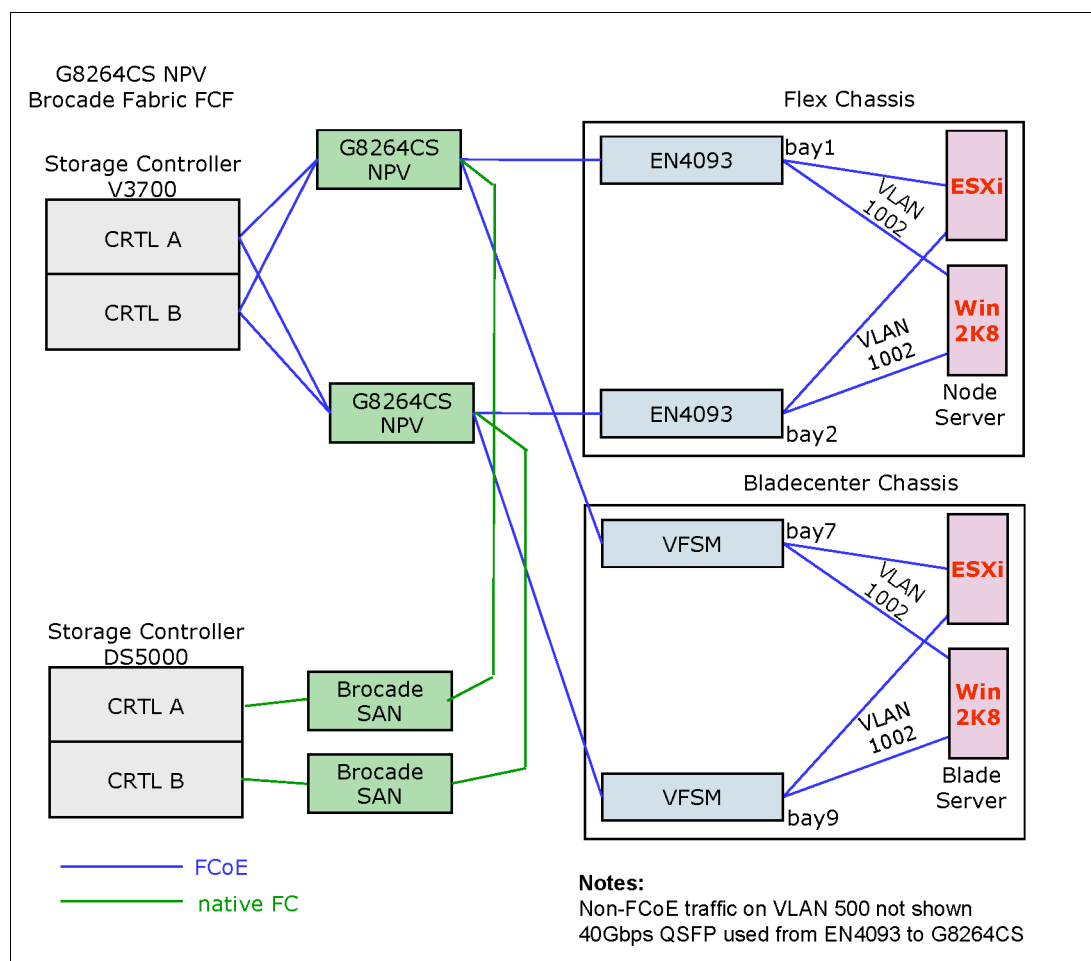 G8264CS NPV
Brocade Fabric FCF
Storage Controller
V3700
CRTL A
CRTL B
G8264CS
NPV
G8264CS
NPV
Flex Chassis
EN4093
bay1
VLAN
1002
ESXi
Win
2K8
VLAN
1002
EN4093
bay2
Node
Server
Bladecenter Chassis
VFSM
bay7
VLAN
1002
ESXi
Win
2K8
VLAN
1002
VFSM
bay9
Blade
Server
Storage Controller
DS5000
CRTL A
CRTL B
Brocade
SAN
Brocade
SAN
FCoE
native FC
Notes:
Non-FCoE traffic on VLAN 500 not shown
40Gbps QSFP used from EN4093 to G8264CS